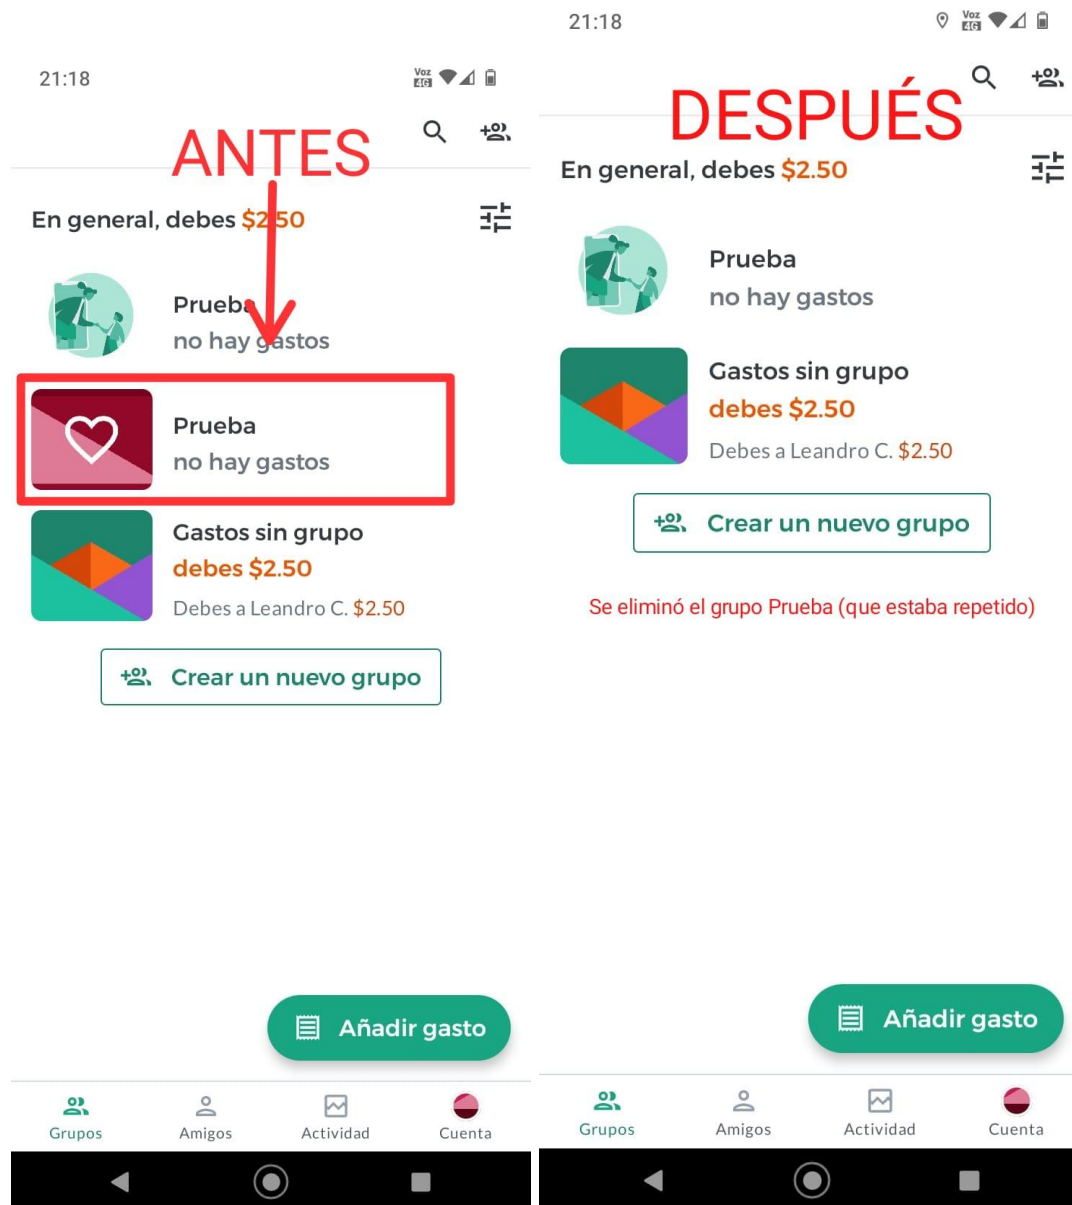 21:18
Voz
4G
ANTES
En general, debes $2.50
Prueba
no hay gastos
Prueba
no hay gastos
Gastos sin grupo
debes $2.50
Debes a Leandro C. $2.50
Crear un nuevo grupo
Añadir gasto
Grupos
Amigos
Actividad
Cuenta
21:18
Voz
4G
DESPUÉS
En general, debes $2.50
Prueba
no hay gastos
Gastos sin grupo
debes $2.50
Debes a Leandro C. $2.50
Crear un nuevo grupo
Se eliminó el grupo Prueba (que estaba repetido)
Añadir gasto
Grupos
Amigos
Actividad
Cuenta